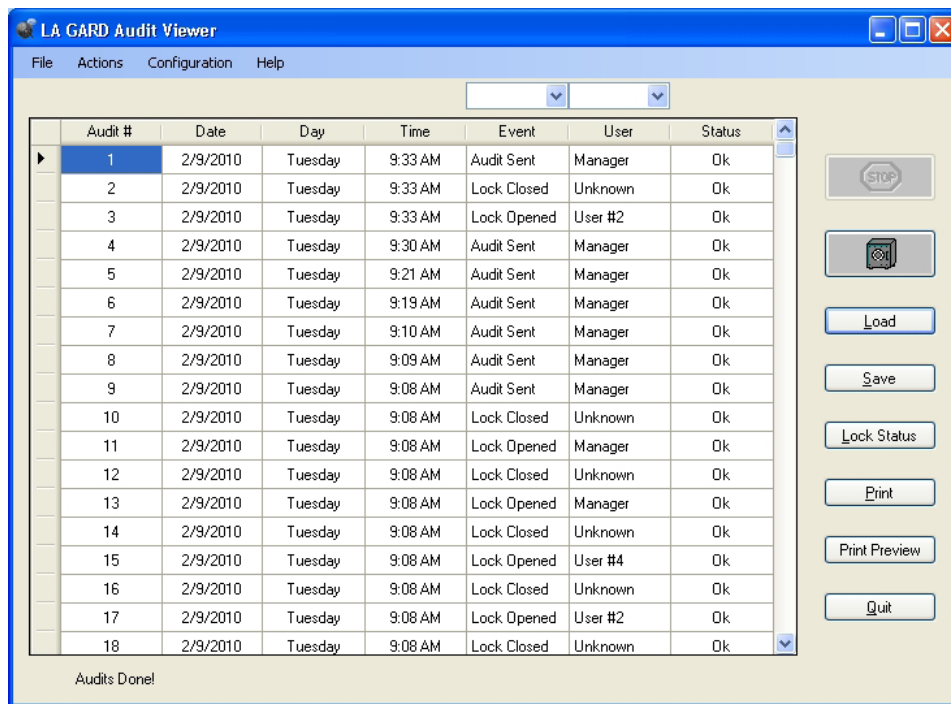 LA GARD Audit Viewer
File Actions Configuration Help
Audit # Date Day Time Event User Status
1 2/9/2010 Tuesday 9:33 AM Audit Sent Manager Ok
2 2/9/2010 Tuesday 9:33 AM Lock Closed Unknown Ok
3 2/9/2010 Tuesday 9:33 AM Lock Opened User #2 Ok
4 2/9/2010 Tuesday 9:30 AM Audit Sent Manager Ok
5 2/9/2010 Tuesday 9:21 AM Audit Sent Manager Ok
6 2/9/2010 Tuesday 9:19 AM Audit Sent Manager Ok
7 2/9/2010 Tuesday 9:10 AM Audit Sent Manager Ok
8 2/9/2010 Tuesday 9:09 AM Audit Sent Manager Ok
9 2/9/2010 Tuesday 9:08 AM Audit Sent Manager Ok
10 2/9/2010 Tuesday 9:08 AM Lock Closed Unknown Ok
11 2/9/2010 Tuesday 9:08 AM Lock Opened Manager Ok
12 2/9/2010 Tuesday 9:08 AM Lock Closed Unknown Ok
13 2/9/2010 Tuesday 9:08 AM Lock Opened Manager Ok
14 2/9/2010 Tuesday 9:08 AM Lock Closed Unknown Ok
15 2/9/2010 Tuesday 9:08 AM Lock Opened User #4 Ok
16 2/9/2010 Tuesday 9:08 AM Lock Closed Unknown Ok
17 2/9/2010 Tuesday 9:08 AM Lock Opened User #2 Ok
18 2/9/2010 Tuesday 9:08 AM Lock Closed Unknown Ok
STOP
Load
Save
Lock Status
Print
Print Preview
Quit
Audits Done!